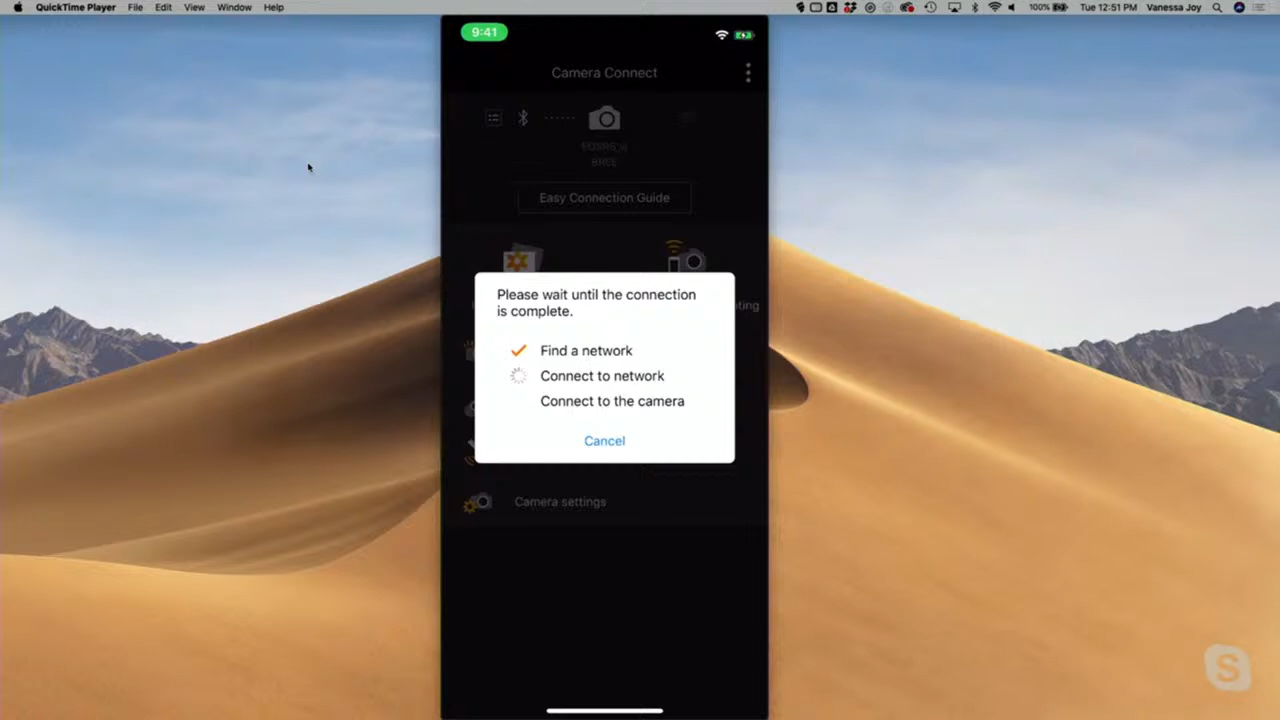 QuickTime Player File Edit View Window Help 100% Tue 12:51 PM Vanessa Joy
9:41
Camera Connect
Easy Connection Guide
ting
Please wait until the connection
is complete.
Find a network
Connect to network
Connect to the camera
Cancel
Camera settings
S